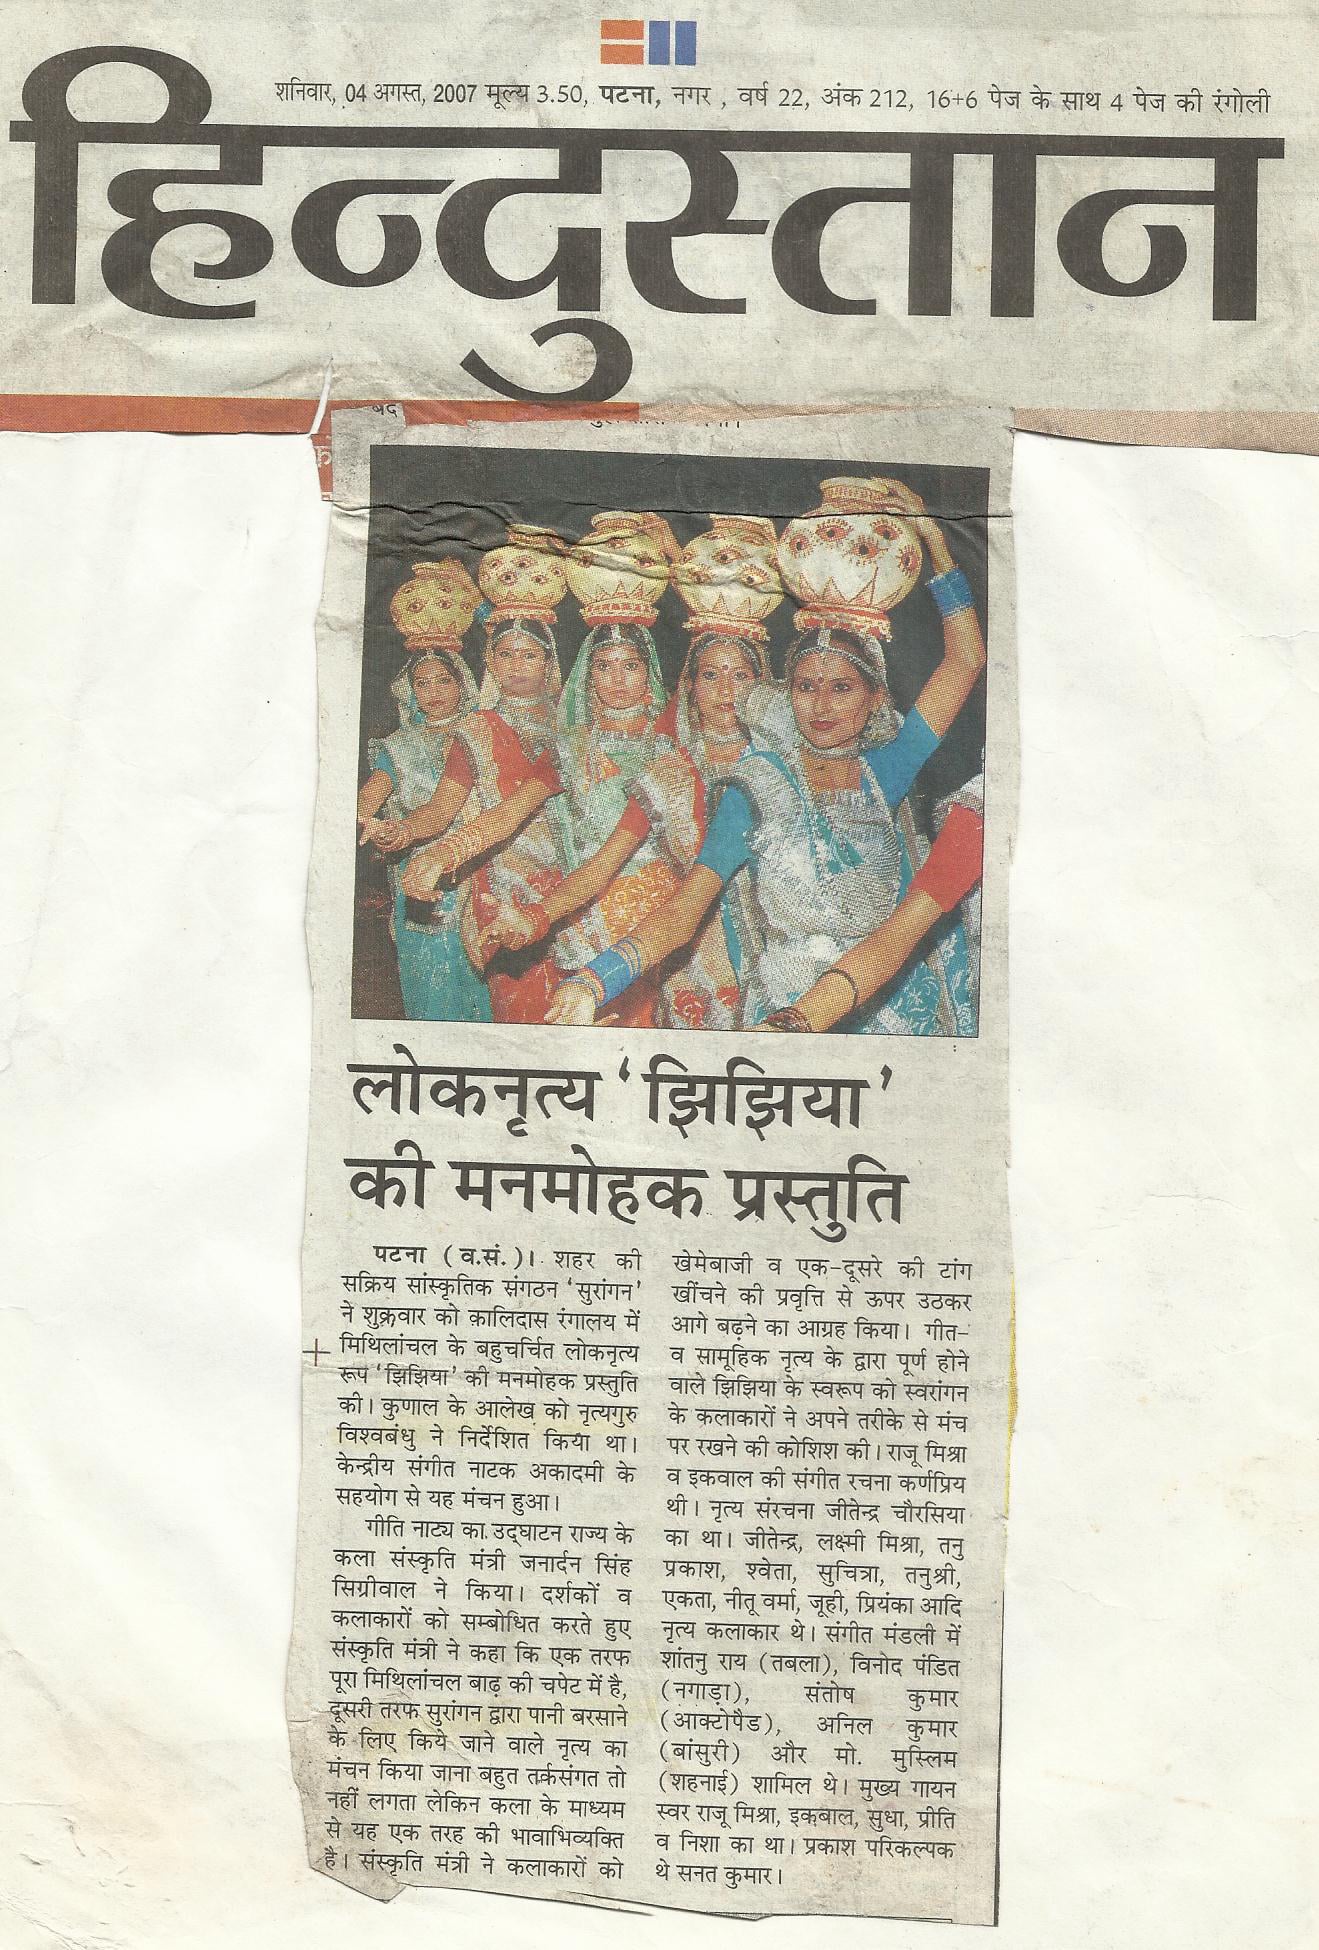 शनिवार, 04 अगस्त, 2007 मूल्य 3.50, पटना, नगर , वर्ष 22, अंक 212, 16+6 पेज के साथ 4 पेज की रंगोली
हिन्दुस्तान
लोकनृत्य ‘झिझिया’
की मनमोहक प्रस्तुति
पटना (व.सं.)। शहर की
सक्रिय सांस्कृतिक संगठन ‘सुरांगन’
ने शुक्रवार को कालिदास रंगालय में
मिथिलांचल के बहुचर्चित लोकनृत्य
रूप ‘झिझिया’ की मनमोहक प्रस्तुति
की। कुणाल के आलेख को नृत्यगुरु
विश्वबंधु ने निर्देशित किया था।
केन्द्रीय संगीत नाटक अकादमी के
सहयोग से यह मंचन हुआ।
गीति नाट्य का उद्घाटन राज्य के
कला संस्कृति मंत्री जनार्दन सिंह
सिग्रीवाल ने किया। दर्शकों व
कलाकारों को सम्बोधित करते हुए
संस्कृति मंत्री ने कहा कि एक तरफ
पूरा मिथिलांचल बाढ़ की चपेट में है,
दूसरी तरफ सुरांगन द्वारा पानी बरसाने
के लिए किये जाने वाले नृत्य का
मंचन किया जाना बहुत तर्कसंगत तो
नहीं लगता लेकिन कला के माध्यम
से यह एक तरह की भावाभिव्यक्ति
है। संस्कृति मंत्री ने कलाकारों को
खेमेबाजी व एक-दूसरे की टांग
खींचने की प्रवृत्ति से ऊपर उठकर
आगे बढ़ने का आग्रह किया। गीत-
व सामूहिक नृत्य के द्वारा पूर्ण होने
वाले झिझिया के स्वरूप को स्वरांगन
के कलाकारों ने अपने तरीके से मंच
पर रखने की कोशिश की। राजू मिश्रा
व इकवाल की संगीत रचना कर्णप्रिय
थी। नृत्य संरचना जीतेन्द्र चौरसिया
का था। जीतेन्द्र, लक्ष्मी मिश्रा, तनु
प्रकाश, श्वेता, सुचित्रा, तनुश्री,
एकता, नीतू वर्मा, जूही, प्रियंका आदि
नृत्य कलाकार थे। संगीत मंडली में
शांतनु राय (तबला), विनोद पंडित
(नगाड़ा), संतोष कुमार
(आक्टोपैड), अनिल कुमार
(बांसुरी) और मो. मुस्लिम
(शहनाई) शामिल थे। मुख्य गायन
स्वर राजू मिश्रा, इकबाल, सुधा, प्रीति
व निशा का था। प्रकाश परिकल्पक
थे सनत कुमार।